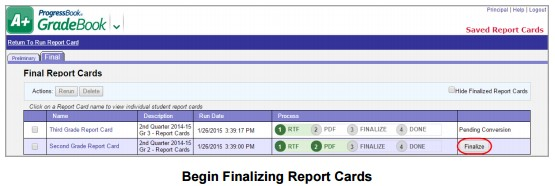 Principal | Help | Logout
A+ ProgressBook® GradeBook
Saved Report Cards
Return To Run Report Card
Preliminary Final
Final Report Cards
Actions: Rerun Delete Hide Finalized Report Cards
Click on a Report Card name to view individual student report cards
Name Description Run Date Process
Third Grade Report Card 2nd Quarter 2014-15 Gr 3 - Report Cards 1/26/2015 3:39:17 PM 1 RTF 2 PDF 3 FINALIZE 4 DONE Pending Conversion
Second Grade Report Card 2nd Quarter 2014-15 Gr 2 - Report Cards 1/26/2015 3:39:00 PM 1 RTF 2 PDF 3 FINALIZE 4 DONE Finalize
Begin Finalizing Report Cards